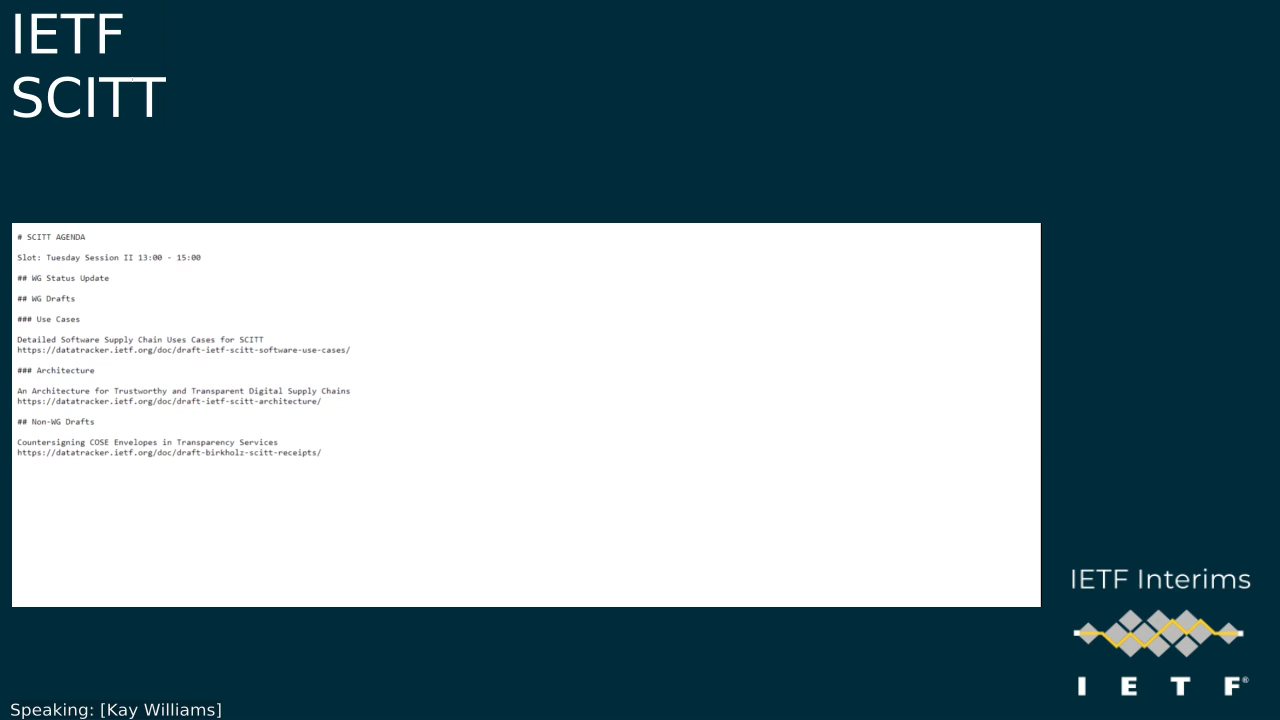 IETF
SCITT
# SCITT AGENDA
Slot: Tuesday Session II 13:00 - 15:00
## WG Status Update
## WG Drafts
### Use Cases
Detailed Software Supply Chain Uses Cases for SCITT
https://datatracker.ietf.org/doc/draft-ietf-scitt-software-use-cases/
### Architecture
An Architecture for Trustworthy and Transparent Digital Supply Chains
https://datatracker.ietf.org/doc/draft-ietf-scitt-architecture/
## Non-WG Drafts
Countersigning COSE Envelopes in Transparency Services
https://datatracker.ietf.org/doc/draft-birkholz-scitt-receipts/
IETF Interims
I E T F®
Speaking: [Kay Williams]